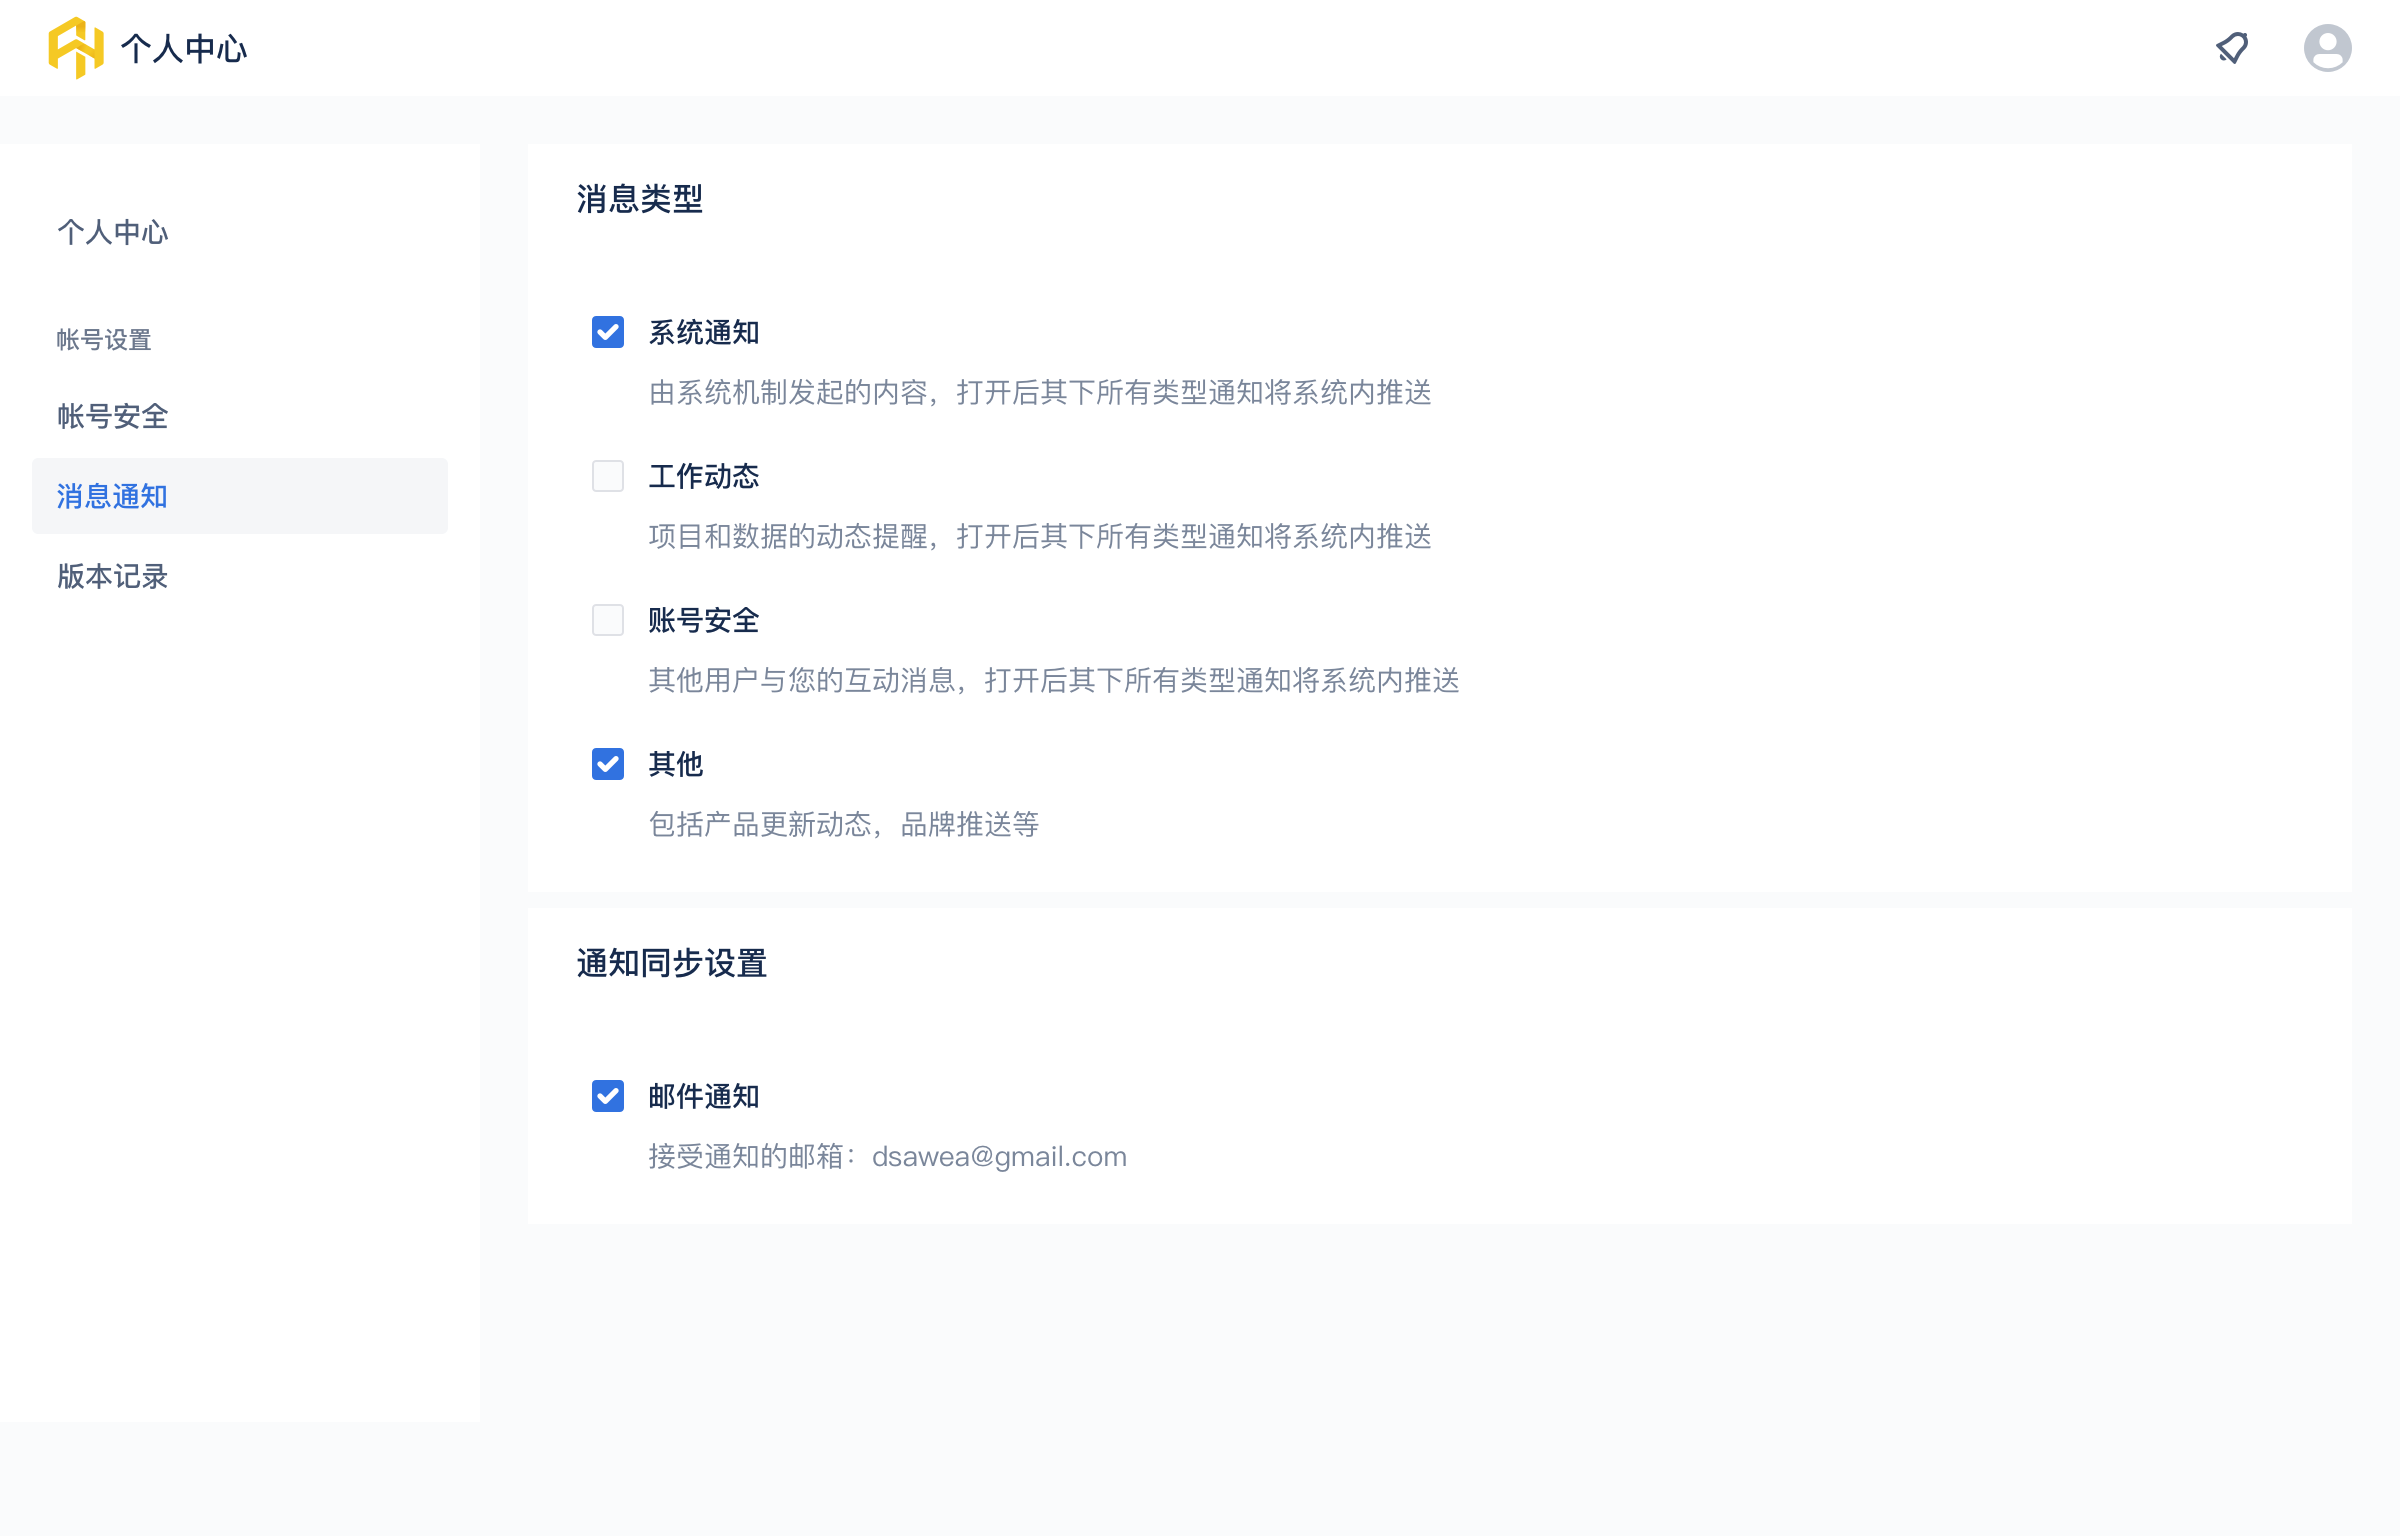 个人中心
个人中心
帐号设置
帐号安全
消息通知
版本记录
消息类型
系统通知
由系统机制发起的内容，打开后其下所有类型通知将系统内推送
工作动态
项目和数据的动态提醒，打开后其下所有类型通知将系统内推送
账号安全
其他用户与您的互动消息，打开后其下所有类型通知将系统内推送
其他
包括产品更新动态，品牌推送等
通知同步设置
邮件通知
接受通知的邮箱：dsawea@gmail.com